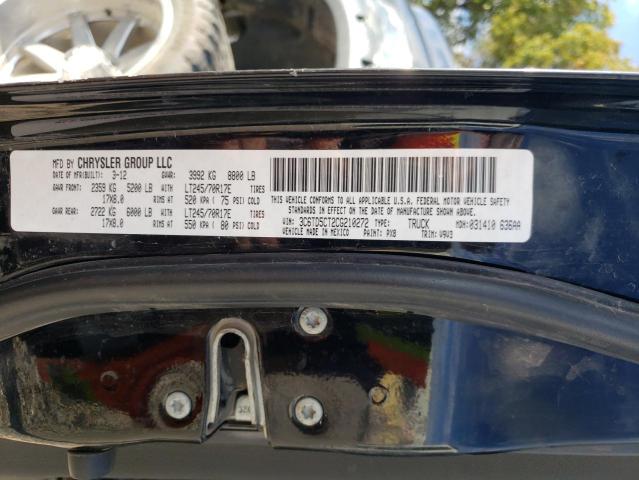 MFD BY CHRYSLER GROUP LLC
DATE OF MFR(BUILT): 3-12 GVWR: 3992 KG 8800 LB
GAWR FRONT: 2359 KG 5200 LB WITH LT245/70R17E TIRES
17X8.0 RIMS AT 520 KPA ( 75 PSI) COLD
GAWR REAR: 2722 KG 6000 LB WITH LT245/70R17E TIRES
17X8.0 RIMS AT 550 KPA ( 80 PSI) COLD
THIS VEHICLE CONFORMS TO ALL APPLICABLE U.S.A. FEDERAL MOTOR VEHICLE SAFETY
STANDARDS IN EFFECT ON THE DATE OF MANUFACTURE SHOWN ABOVE.
VIN: 3C6TD5CT2CG210272 TYPE: TRUCK MDH: 031410 636AA
VEHICLE MADE IN MEXICO PAINT: PXB TRIM: V9V3